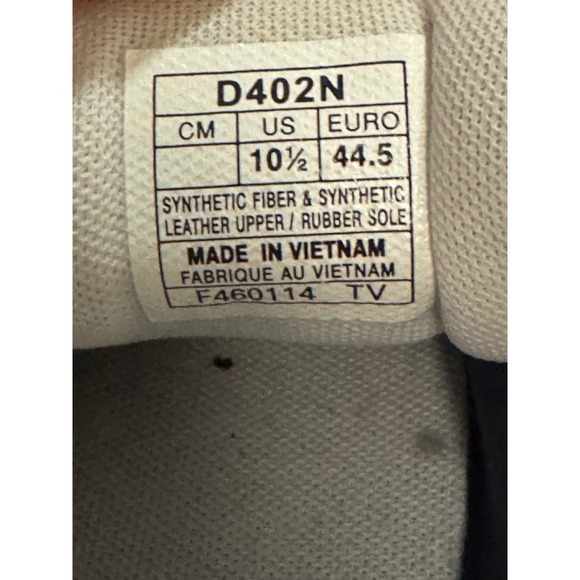 D402N
CM US EURO
10½ 44.5
SYNTHETIC FIBER & SYNTHETIC
LEATHER UPPER / RUBBER SOLE
MADE IN VIETNAM
FABRIQUE AU VIETNAM
F460114 TV